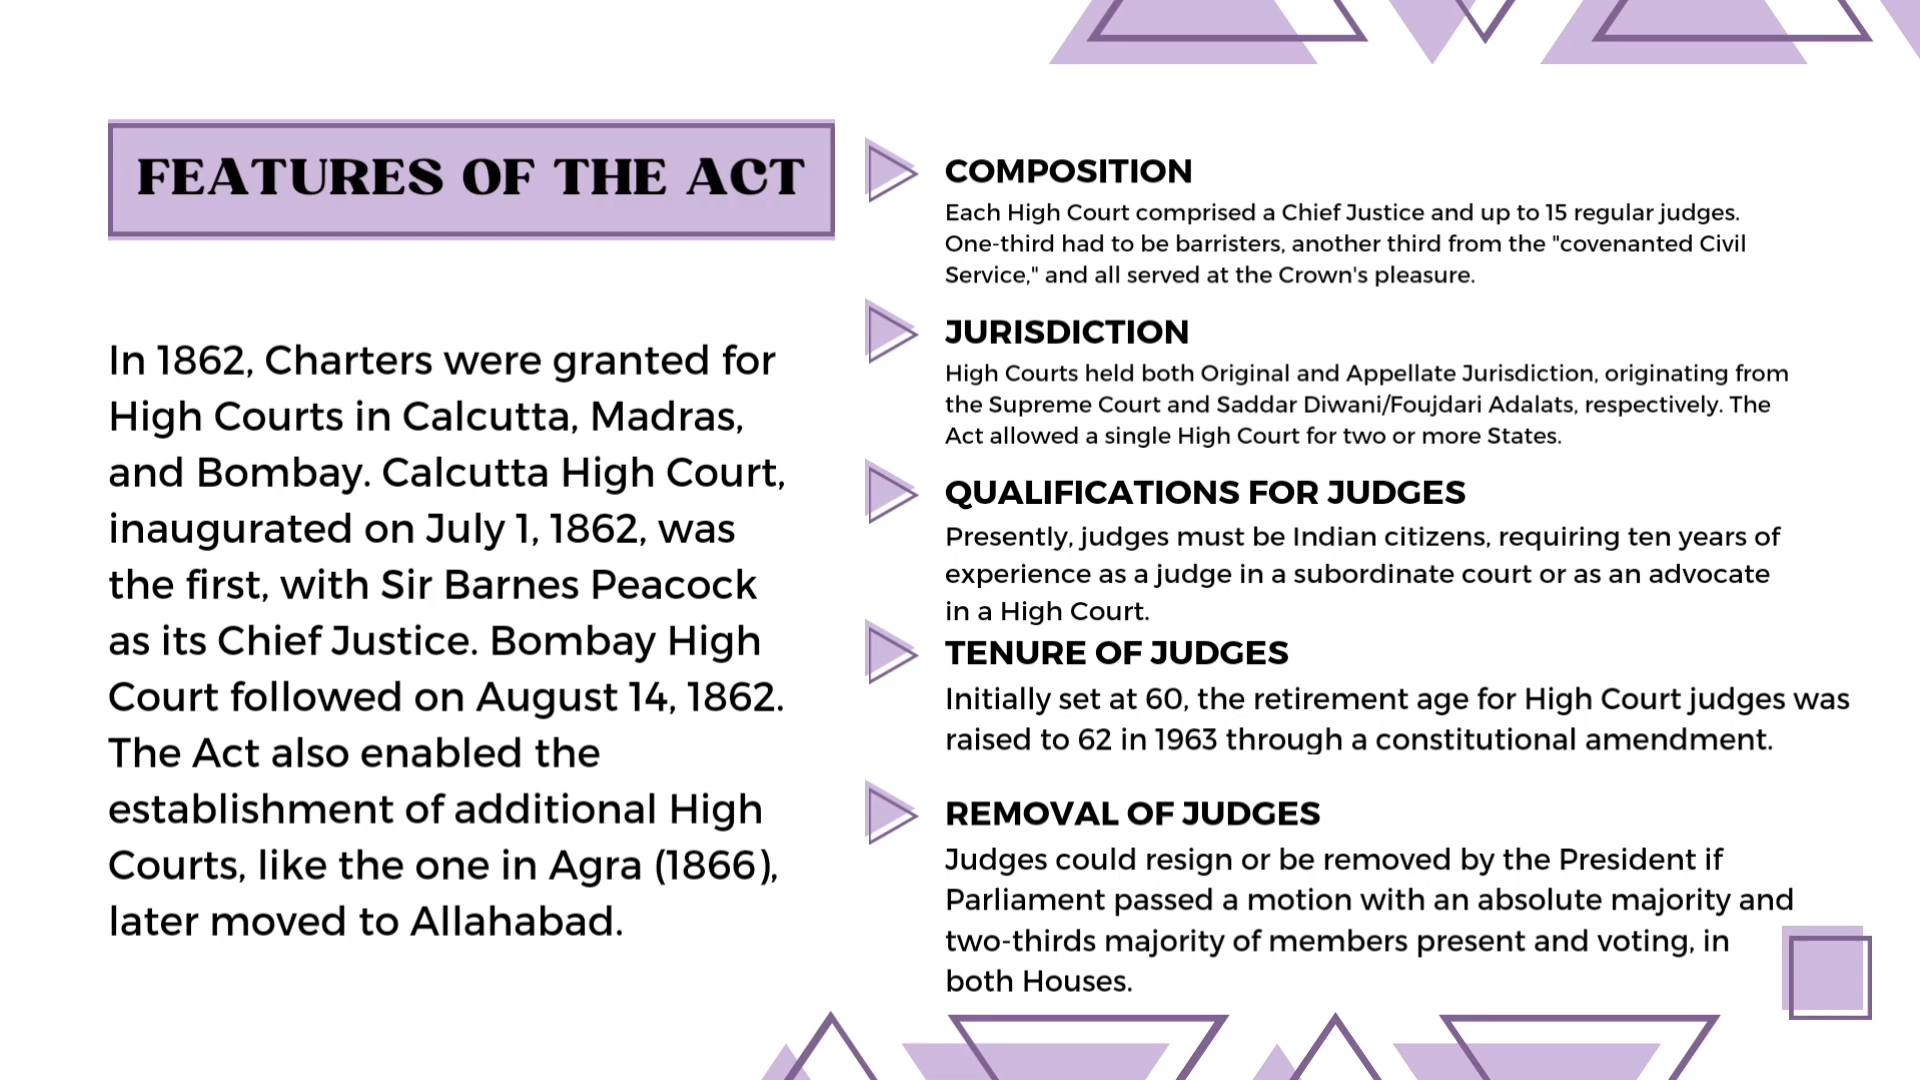 FEATURES OF THE ACT
In 1862, Charters were granted for
High Courts in Calcutta, Madras,
and Bombay. Calcutta High Court,
inaugurated on July 1, 1862, was
the first, with Sir Barnes Peacock
as its Chief Justice. Bombay High
Court followed on August 14, 1862.
The Act also enabled the
establishment of additional High
Courts, like the one in Agra (1866),
later moved to Allahabad.
COMPOSITION
Each High Court comprised a Chief Justice and up to 15 regular judges.
One-third had to be barristers, another third from the "covenanted Civil
Service," and all served at the Crown's pleasure.
JURISDICTION
High Courts held both Original and Appellate Jurisdiction, originating from
the Supreme Court and Saddar Diwani/Foujdari Adalats, respectively. The
Act allowed a single High Court for two or more States.
QUALIFICATIONS FOR JUDGES
Presently, judges must be Indian citizens, requiring ten years of
experience as a judge in a subordinate court or as an advocate
in a High Court.
TENURE OF JUDGES
Initially set at 60, the retirement age for High Court judges was
raised to 62 in 1963 through a constitutional amendment.
REMOVAL OF JUDGES
Judges could resign or be removed by the President if
Parliament passed a motion with an absolute majority and
two-thirds majority of members present and voting, in
both Houses.